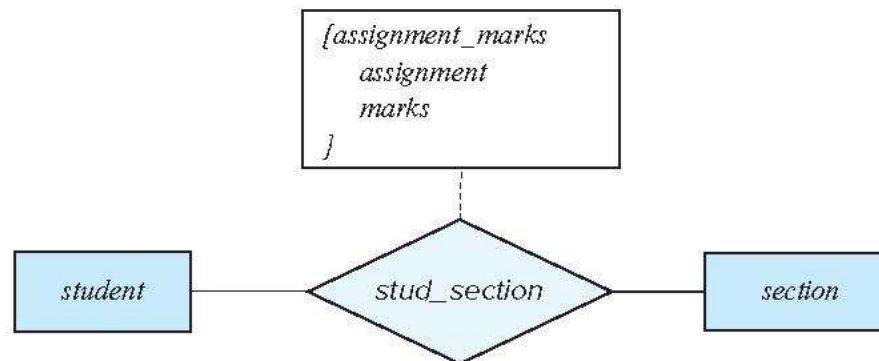 {assignment_marks
assignment
marks
}
student
stud_section
section